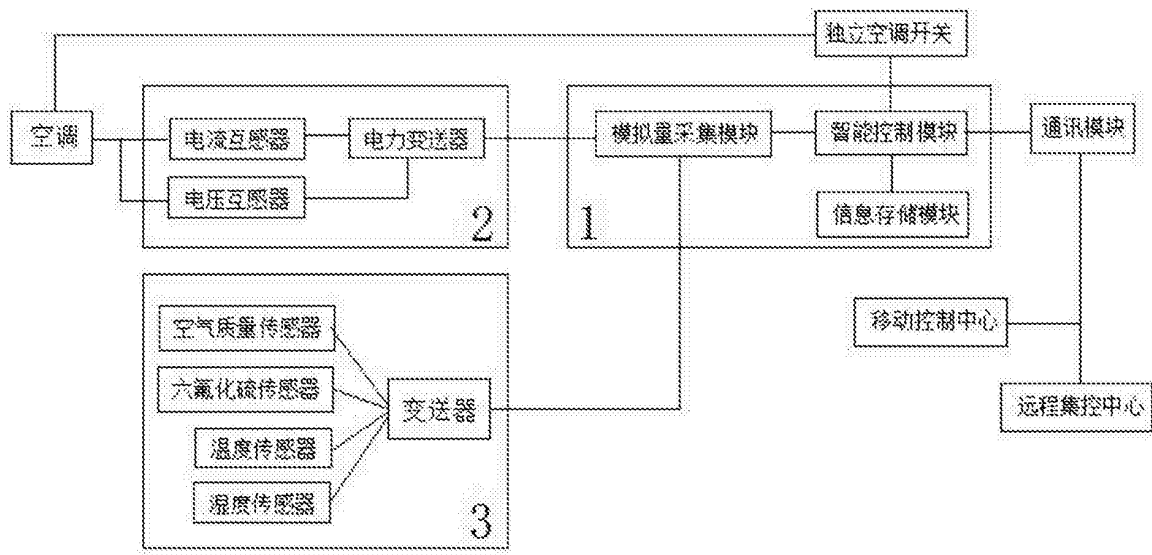 独立空调开关
空调
电流互感器
电力变送器
模拟量采集模块
智能控制模块
通讯模块
电压互感器
信息存储模块
2
1
空气质量传感器
移动控制中心
六氟化硫传感器
变送器
远程集控中心
温度传感器
湿度传感器
3